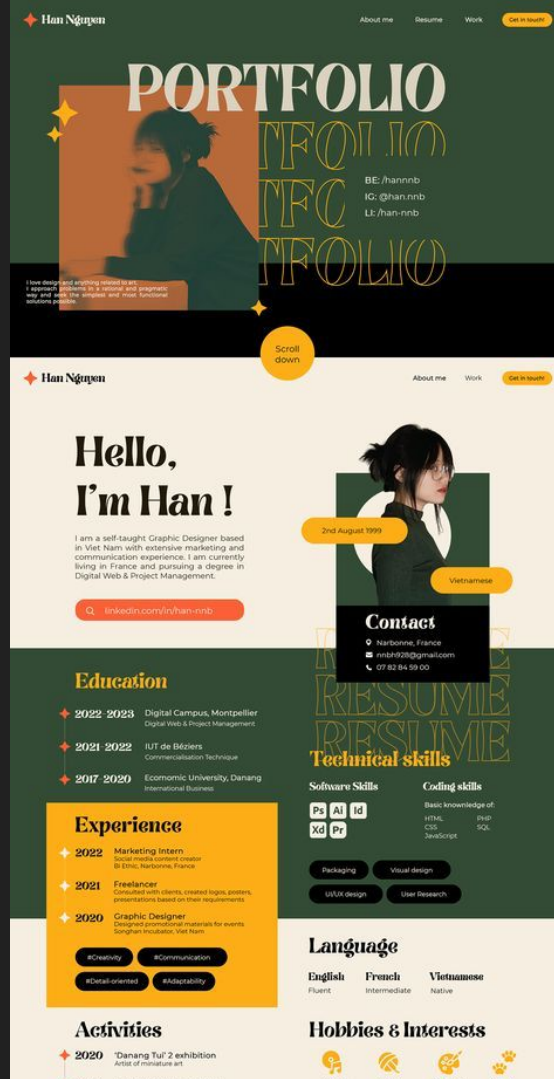 Han Nguyen
About me Resume Work Get in touch!
PORTFOLIO
TFOLIO
TFO
TFOLIO
BE: /hannnb
IG: @han.nnb
LI: /han-nnb
I love design and anything related to art.
I approach problems in a rational and pragmatic
way and seek the simplest and most functional
solutions possible.
Scroll
down
Han Nguyen
About me Work Get in touch!
Hello,
I'm Han !
I am a self-taught Graphic Designer based
in Viet Nam with extensive marketing and
communication experience. I am currently
living in France and pursuing a degree in
Digital Web & Project Management.
linkedin.com/in/han-nnb
2nd August 1999
Vietnamese
Contact
Narbonne, France
nnbh928@gmail.com
07 82 84 59 00
RESUME
RESUME
Education
2022-2023 Digital Campus, Montpellier
Digital Web & Project Management
2021-2022 IUT de Béziers
Commercialisation Technique
2017-2020 Ecomomic University, Danang
International Business
Experience
2022 Marketing Intern
Social media content creator
Bi Ethic, Narbonne, France
2021 Freelancer
Consulted with clients, created logos, posters,
presentations based on their requirements
2020 Graphic Designer
Designed promotional materials for events
Songhan Incubator, Viet Nam
#Creativity #Communication
#Detail-oriented #Adaptability
Activities
2020 'Danang Tui' 2 exhibition
Artist of miniature art
Technical skills
Software Skills
Ps Ai Id
Xd Pr
Coding skills
Basic knownledge of:
HTML PHP
CSS SQL
JavaScript
Packaging Visual design
UI/UX design User Research
Language
English French Vietnamese
Fluent Intermediate Native
Hobbies & Interests